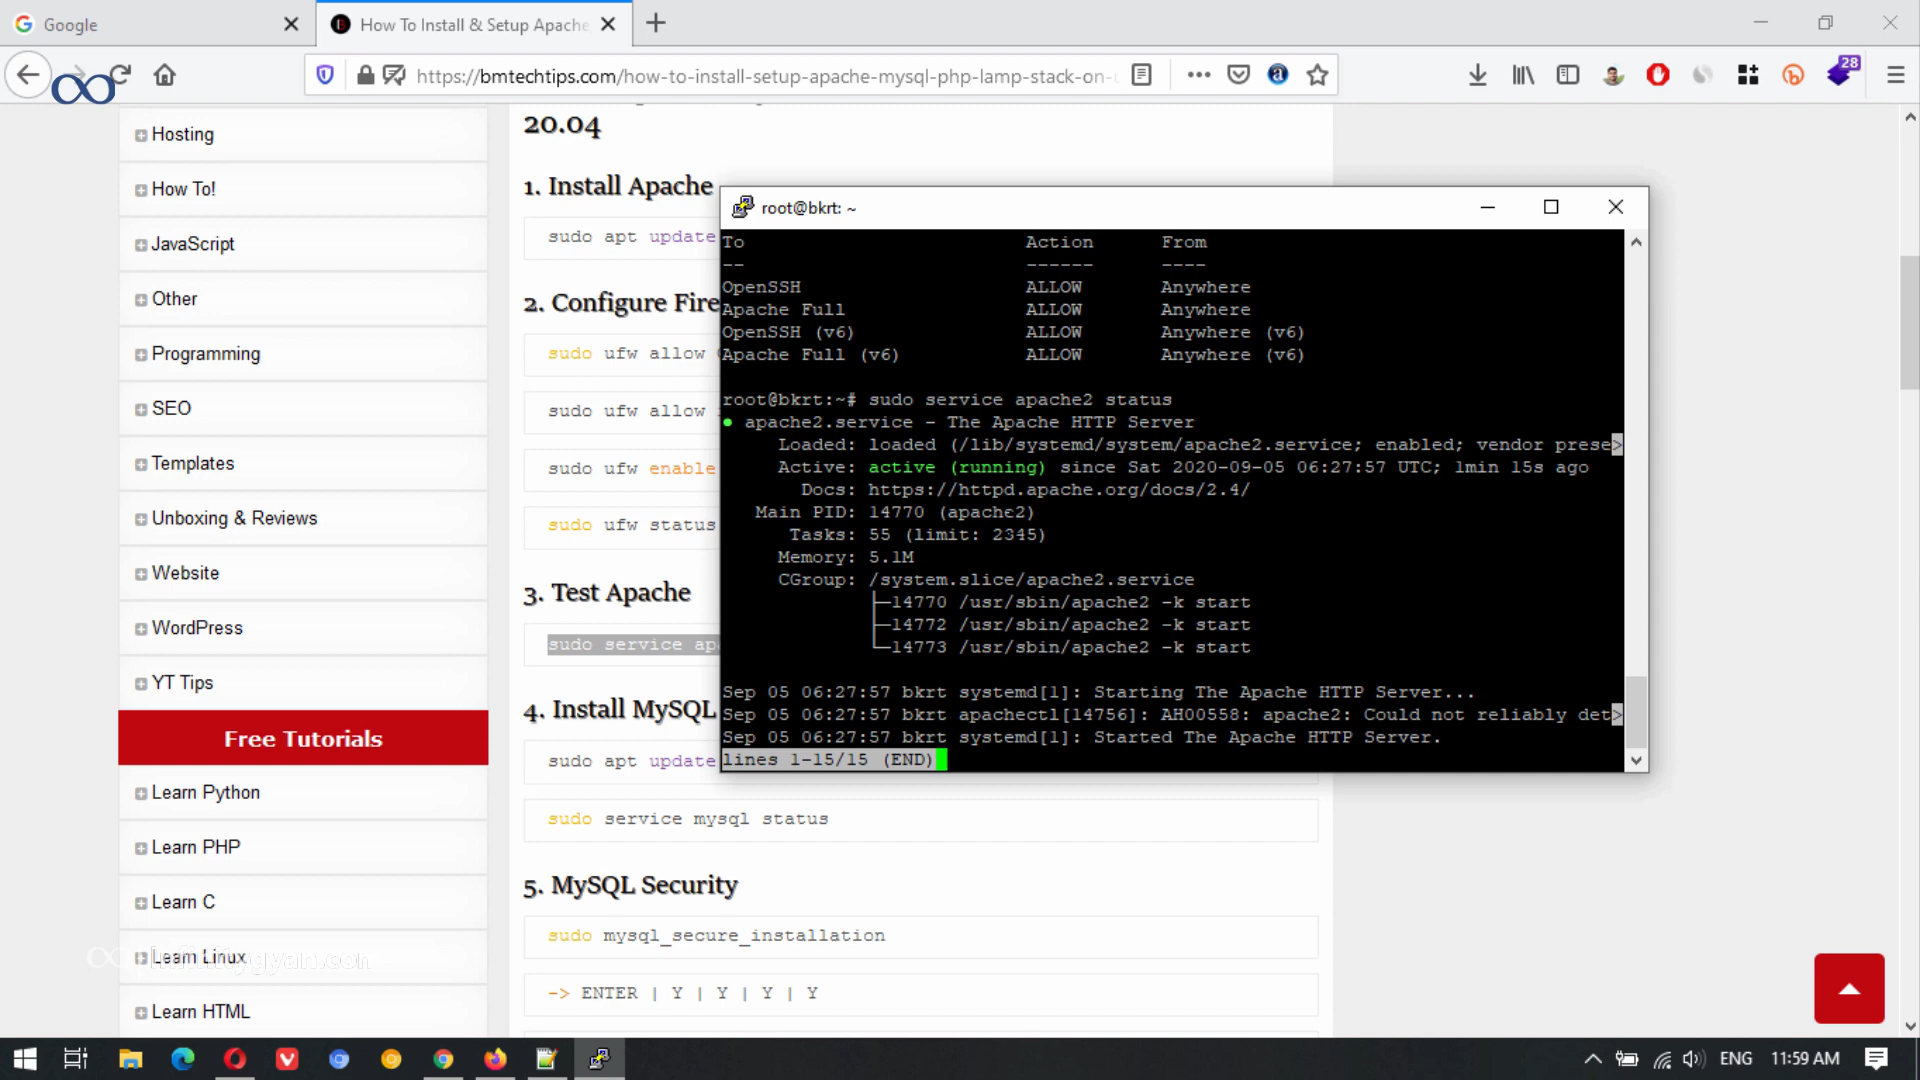 Google
How To Install & Setup Apache
https://bmtechtips.com/how-to-install-setup-apache-mysql-php-lamp-stack-on-u
28
Hosting
How To!
JavaScript
Other
Programming
SEO
Templates
Unboxing & Reviews
Website
WordPress
YT Tips
Free Tutorials
Learn Python
Learn PHP
Learn C
Learn Linux
infinitygyan.com
Learn HTML
20.04
1. Install Apache
sudo apt update
2. Configure Fire
sudo ufw allow
sudo ufw allow
sudo ufw enable
sudo ufw status
3. Test Apache
sudo service ap
4. Install MySQL
sudo apt update
sudo service mysql status
5. MySQL Security
sudo mysql_secure_installation
-> ENTER | Y | Y | Y | Y
root@bkrt: ~
To Action From
-- ------ ----
OpenSSH ALLOW Anywhere
Apache Full ALLOW Anywhere
OpenSSH (v6) ALLOW Anywhere (v6)
Apache Full (v6) ALLOW Anywhere (v6)
root@bkrt:~# sudo service apache2 status
● apache2.service - The Apache HTTP Server
Loaded: loaded (/lib/systemd/system/apache2.service; enabled; vendor prese>
Active: active (running) since Sat 2020-09-05 06:27:57 UTC; 1min 15s ago
Docs: https://httpd.apache.org/docs/2.4/
Main PID: 14770 (apache2)
Tasks: 55 (limit: 2345)
Memory: 5.1M
CGroup: /system.slice/apache2.service
├─14770 /usr/sbin/apache2 -k start
├─14772 /usr/sbin/apache2 -k start
└─14773 /usr/sbin/apache2 -k start
Sep 05 06:27:57 bkrt systemd[1]: Starting The Apache HTTP Server...
Sep 05 06:27:57 bkrt apachectl[14756]: AH00558: apache2: Could not reliably det>
Sep 05 06:27:57 bkrt systemd[1]: Started The Apache HTTP Server.
lines 1-15/15 (END)
ENG 11:59 AM